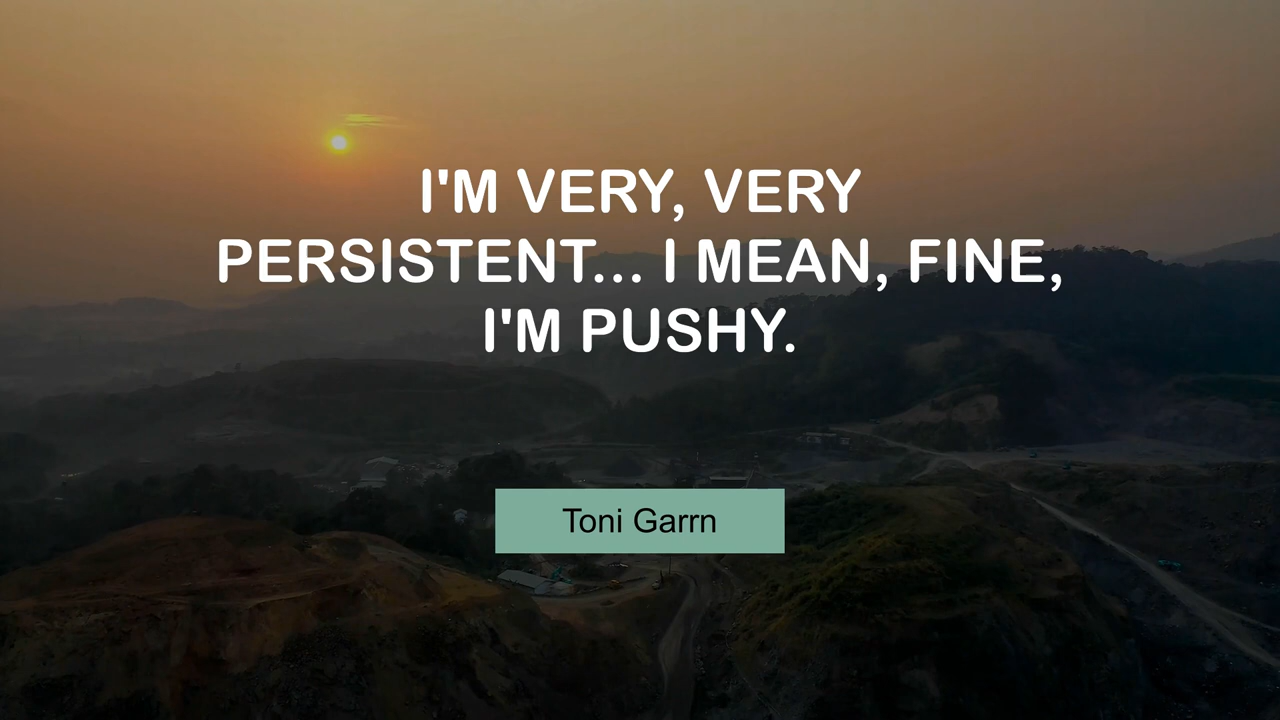 I'M VERY, VERY
PERSISTENT... I MEAN, FINE,
I'M PUSHY.
Toni Garrn